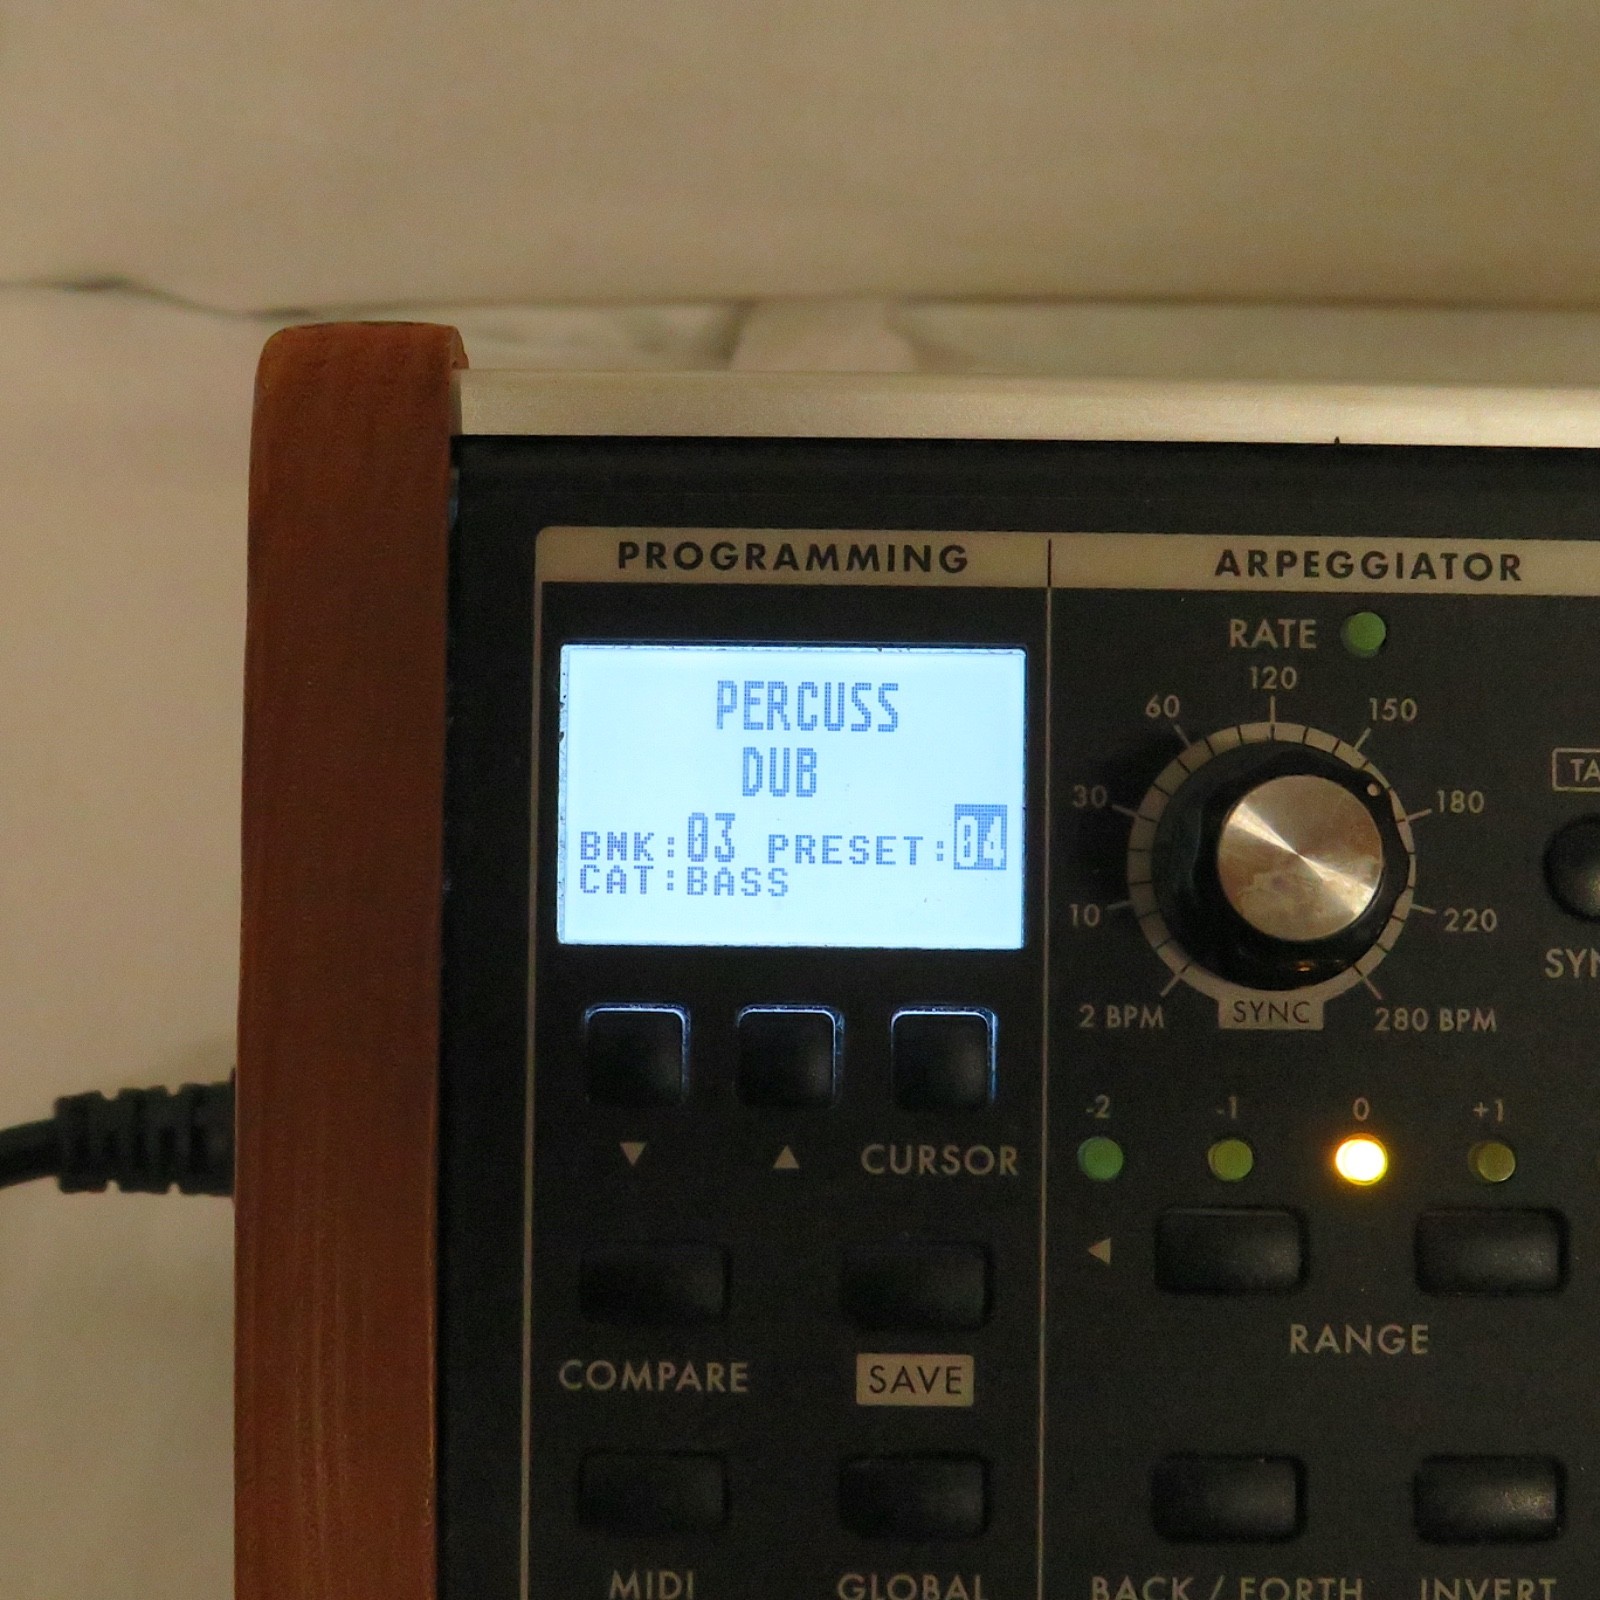 PROGRAMMING
ARPEGGIATOR
PERCUSS
DUB
BNK:03 PRESET:04
CAT:BASS
RATE
120
60
150
30
180
10
220
2 BPM
SYNC
280 BPM
-2
-1
0
+1
CURSOR
RANGE
COMPARE
SAVE
MIDI
GLOBAL
BACK / FORTH
INVERT